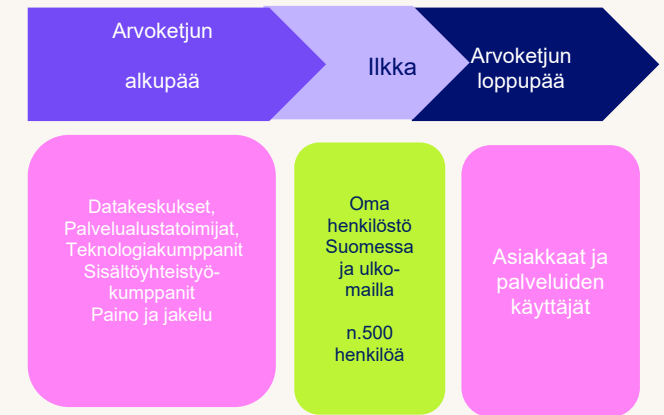 Arvoketjun
alkupää
Ilkka
Arvoketjun
loppupää
Datakeskukset,
Palvelualustatoimijat,
Teknologiakumppanit
Sisältöyhteistyö-
kumppanit
Paino ja jakelu
Oma
henkilöstö
Suomessa
ja ulko-
mailla
n.500
henkilöä
Asiakkaat ja
palveluiden
käyttäjät